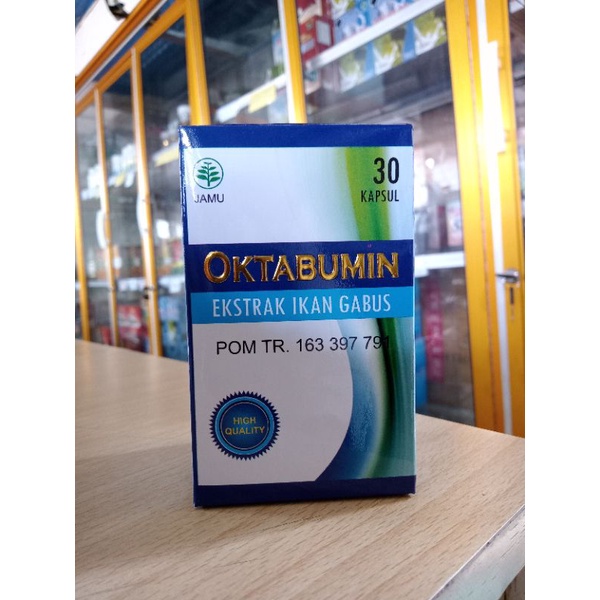 JAMU
30
KAPSUL
OKTABUMIN
EKSTRAK IKAN GABUS
POM TR. 163 397 791
HIGH
QUALITY